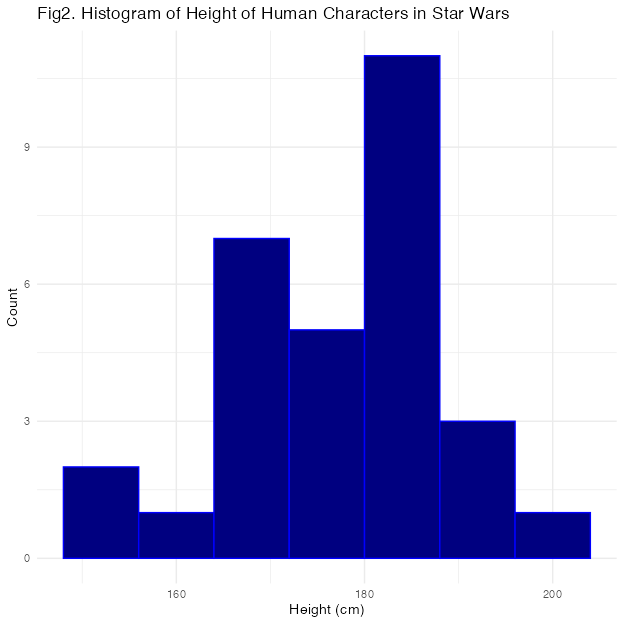 Fig2. Histogram of Height of Human Characters in Star Wars
9
6
3
0
Count
160 180 200
Height (cm)